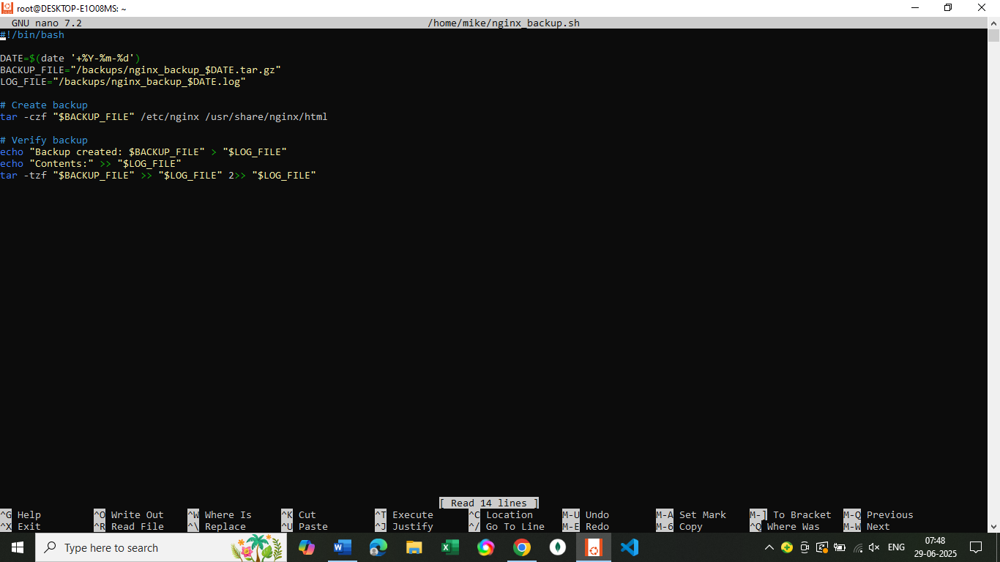 root@DESKTOP-E1O08MS: ~
GNU nano 7.2 /home/mike/nginx_backup.sh
#!/bin/bash
DATE=$(date '+%Y-%m-%d')
BACKUP_FILE="/backups/nginx_backup_$DATE.tar.gz"
LOG_FILE="/backups/nginx_backup_$DATE.log"
# Create backup
tar -czf "$BACKUP_FILE" /etc/nginx /usr/share/nginx/html
# Verify backup
echo "Backup created: $BACKUP_FILE" > "$LOG_FILE"
echo "Contents:" >> "$LOG_FILE"
tar -tzf "$BACKUP_FILE" >> "$LOG_FILE" 2>> "$LOG_FILE"
[ Read 14 lines ]
^G Help ^O Write Out ^W Where Is ^K Cut ^T Execute ^C Location M-U Undo M-A Set Mark M-] To Bracket M-Q Previous
^X Exit ^R Read File ^\ Replace ^U Paste ^J Justify ^/ Go To Line M-E Redo M-6 Copy ^Q Where Was M-W Next
Type here to search
ENG
07:48
29-06-2025